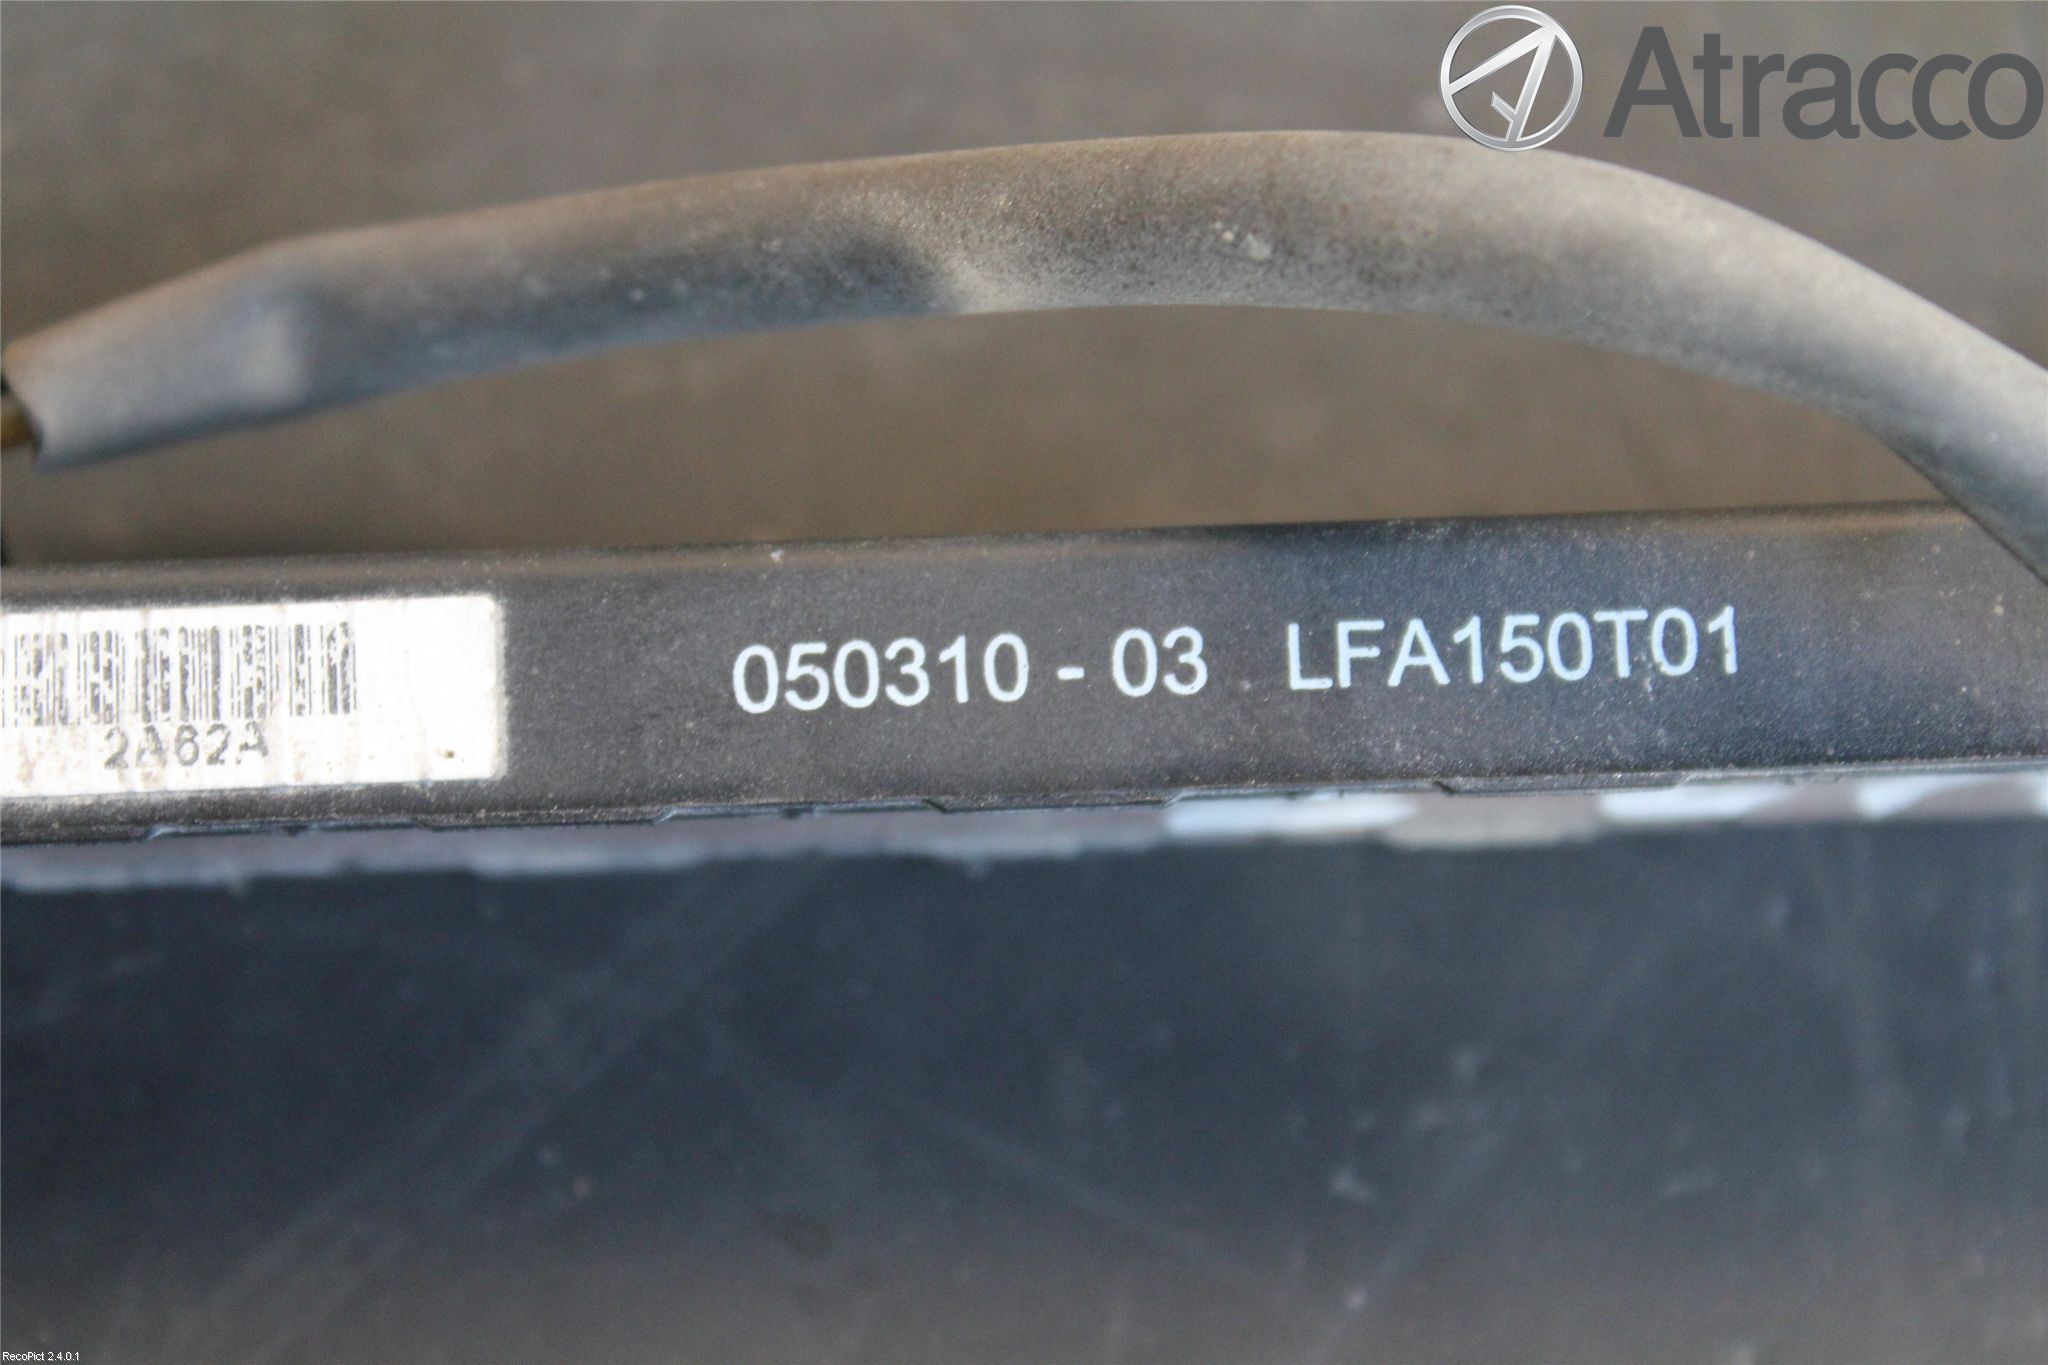 Atracco
050310 - 03 LFA150T01
2A62A
RecoPict 2.4.0.1